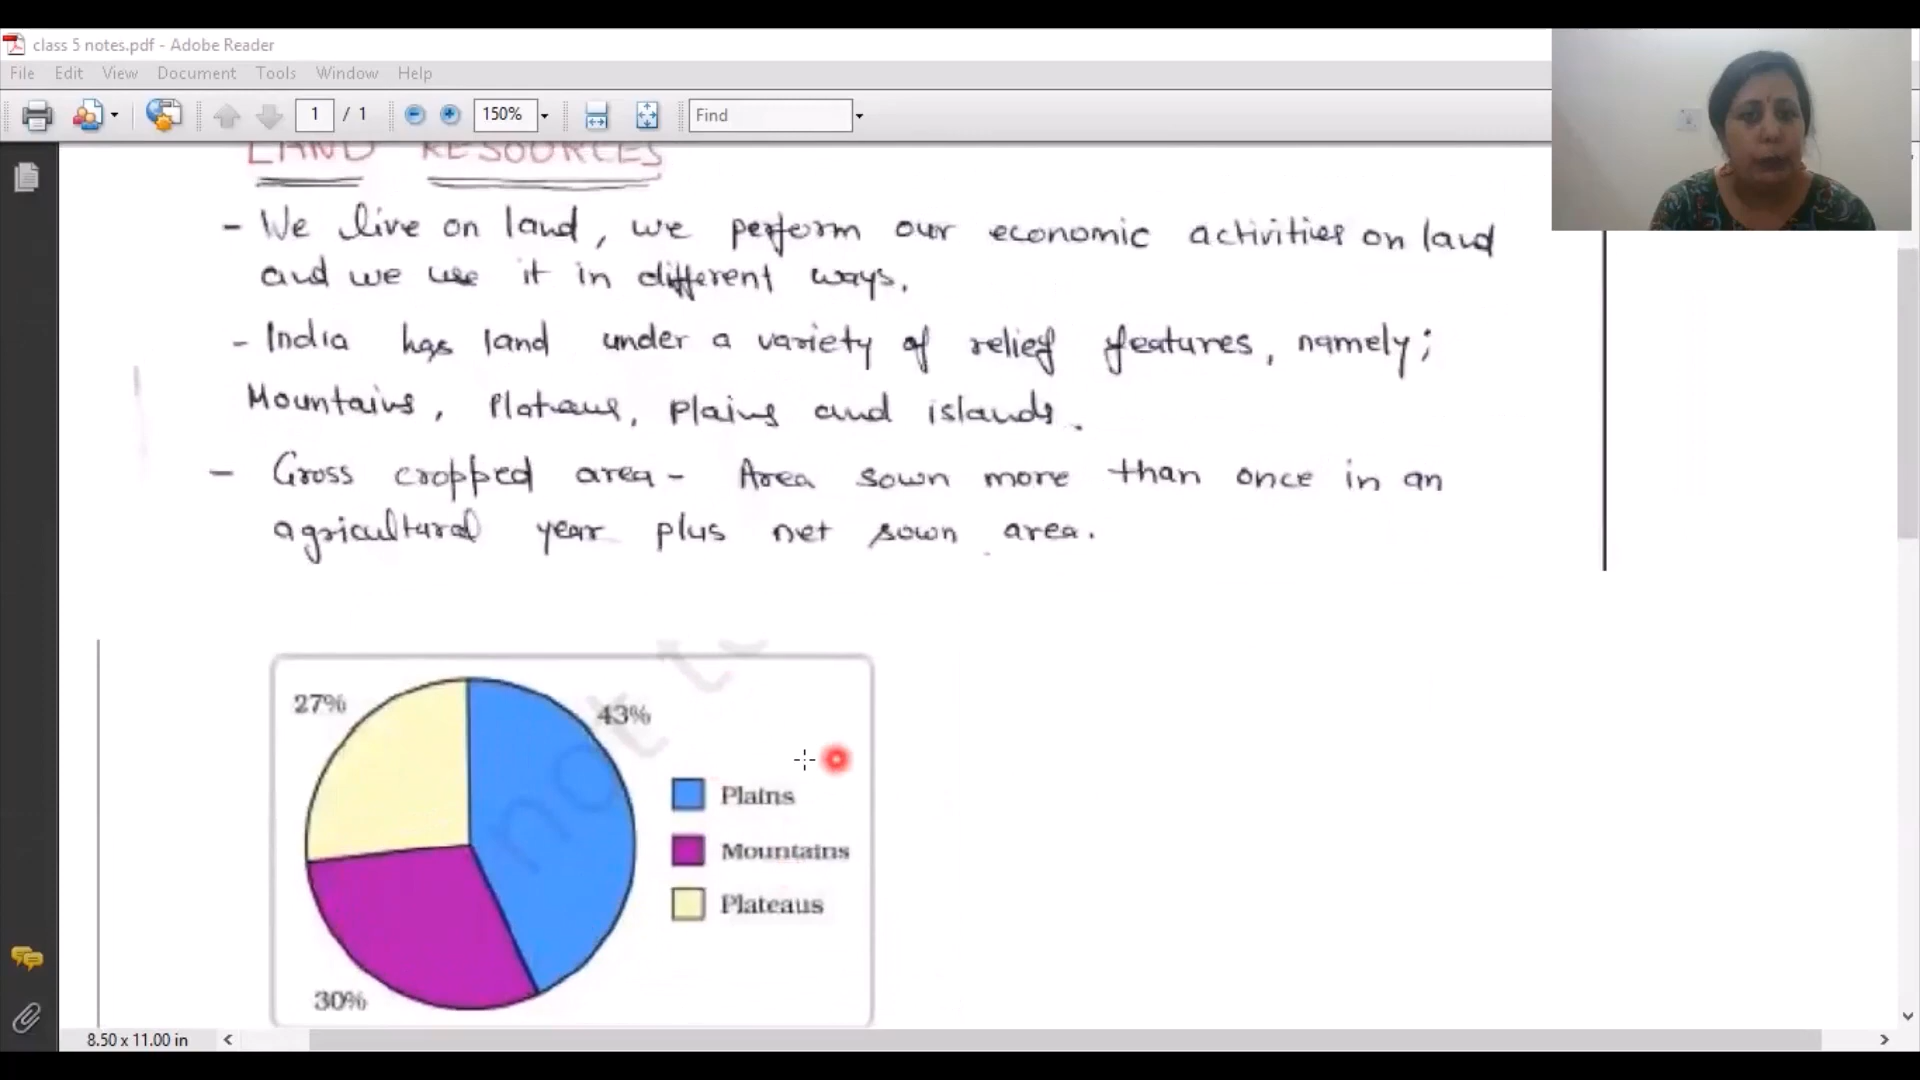 class 5 notes.pdf - Adobe Reader
File Edit View Document Tools Window Help
1 / 1 150% Find
LAND RESOURCES
- We live on land, we perform our economic activities on land
and we use it in different ways.
- India has land under a variety of relief features, namely;
Mountains, Plateaus, plains and islands.
- Gross cropped area - Area sown more than once in an
agricultural year plus net sown area.
not to
27%
43%
Plains
Mountains
Plateaus
30%
8.50 x 11.00 in